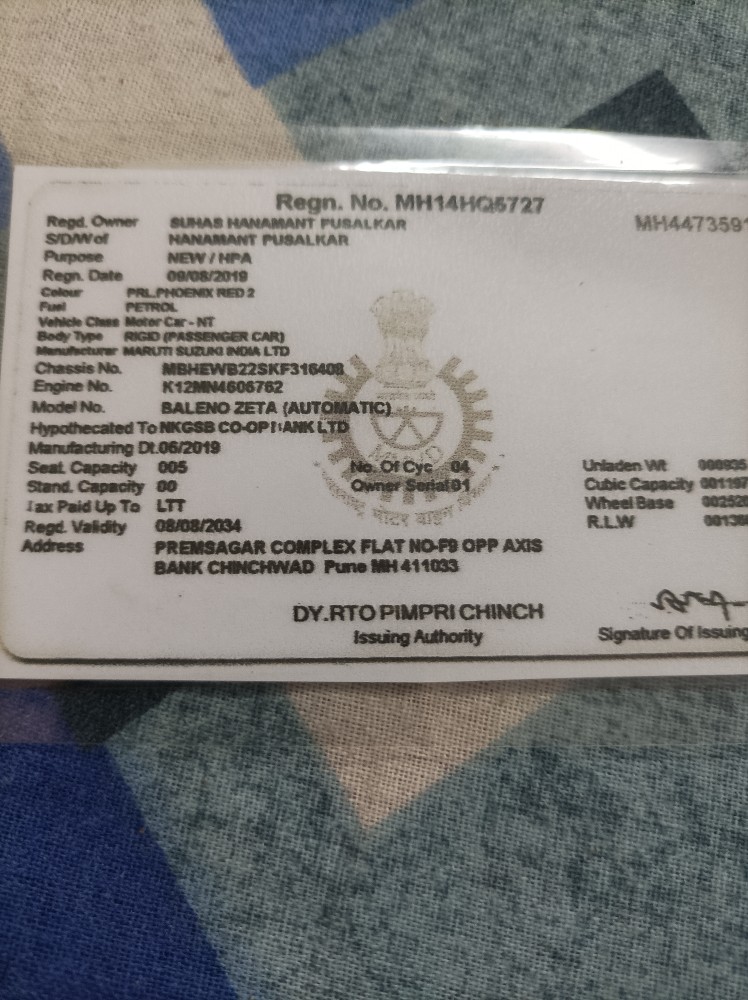 Regn. No. MH14HQ5727
MH4473591
Regd. Owner SUHAS HANAMANT PUSALKAR
S/D/W of HANAMANT PUSALKAR
Purpose NEW / HPA
Regn. Date 09/08/2019
Colour PRL.PHOENIX RED 2
Fuel PETROL
Vehicle Class Motor Car - NT
Body Type RIGID (PASSENGER CAR)
Manufacturer MARUTI SUZUKI INDIA LTD
Chassis No. MBHEWB22SKF316408
Engine No. K12MN4606762
Model No. BALENO ZETA (AUTOMATIC)
Hypothecated To NKGSB CO-OP BANK LTD
Manufacturing Dt.06/2019
Seat. Capacity 005 No. Of Cyc 04 Unladen Wt
Stand. Capacity 00 Owner Serial 01 Cubic Capacity 001197
Tax Paid Up To LTT Wheel Base 002520
Regd. Validity 08/08/2034 R.L.W
Address PREMSAGAR COMPLEX FLAT NO-F9 OPP AXIS
BANK CHINCHWAD Pune MH 411033
मोटर वाहन
DY.RTO PIMPRI CHINCH
Issuing Authority Signature Of Issuing